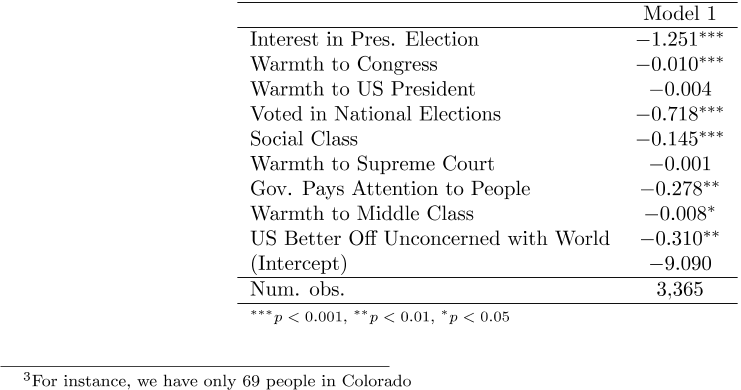 Model 1
Interest in Pres. Election −1.251***
Warmth to Congress −0.010***
Warmth to US President −0.004
Voted in National Elections −0.718***
Social Class −0.145***
Warmth to Supreme Court −0.001
Gov. Pays Attention to People −0.278**
Warmth to Middle Class −0.008*
US Better Off Unconcerned with World −0.310**
(Intercept) −9.090
Num. obs. 3,365
***p < 0.001, **p < 0.01, *p < 0.05
3For instance, we have only 69 people in Colorado